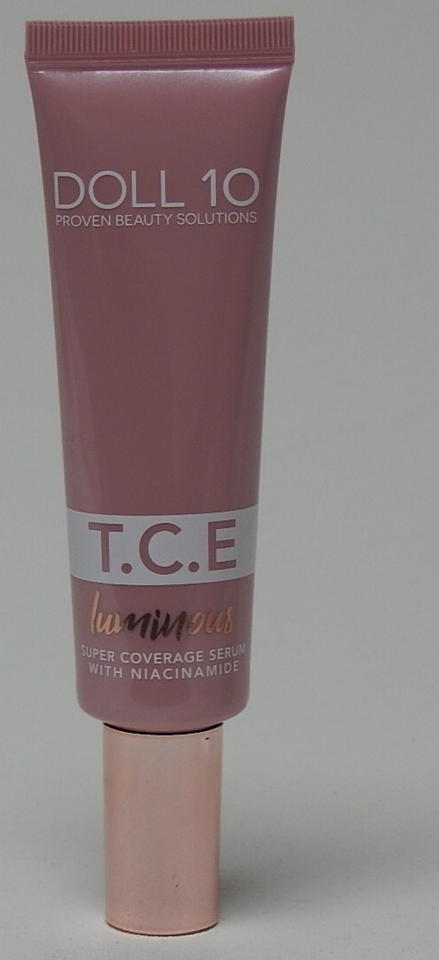 DOLL 10
PROVEN BEAUTY SOLUTIONS
T.C.E
luminous
SUPER COVERAGE SERUM
WITH NIACINAMIDE